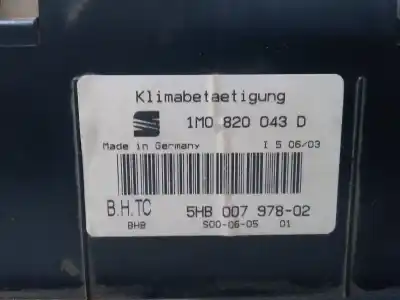 Klimabetaetigung
1M0 820 043 D
Made in Germany I 5 06/03
B.H.TC 5HB 007 978-02
BHB S00-06-05 01